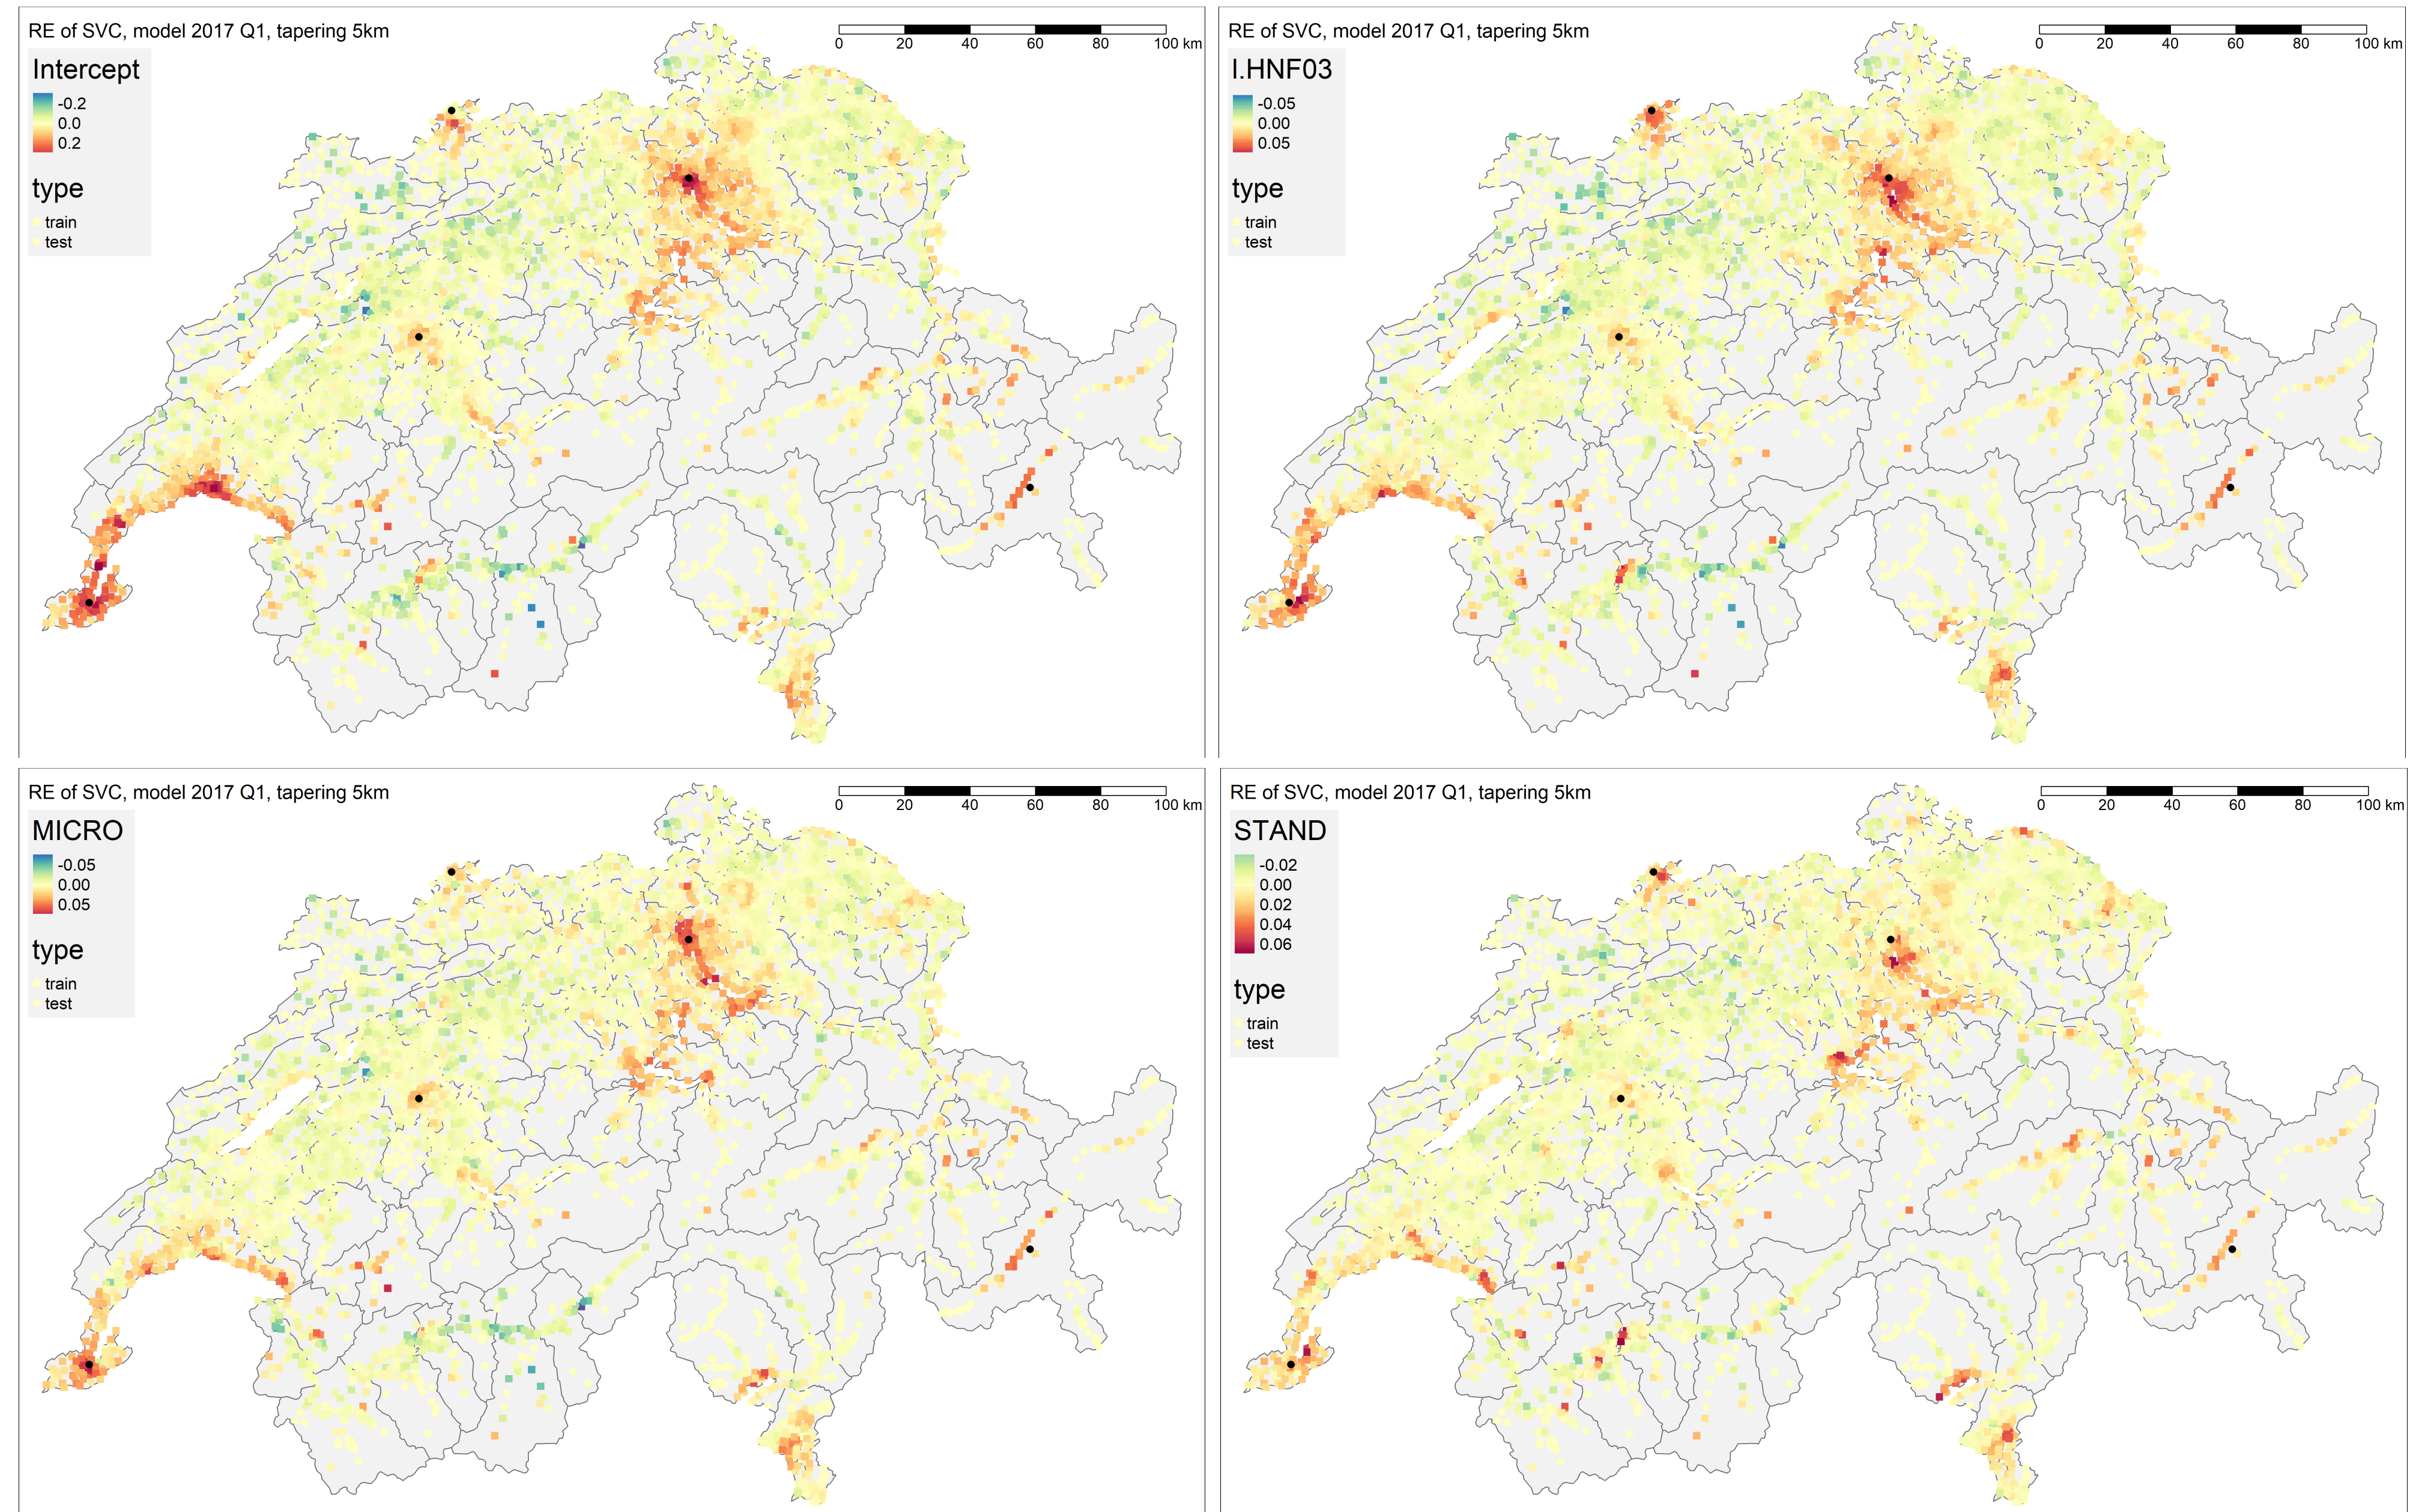 RE of SVC, model 2017 Q1, tapering 5km
0 20 40 60 80 100 km
Intercept
-0.2
0.0
0.2
type
train
test
RE of SVC, model 2017 Q1, tapering 5km
0 20 40 60 80 100 km
I.HNF03
-0.05
0.00
0.05
type
train
test
RE of SVC, model 2017 Q1, tapering 5km
0 20 40 60 80 100 km
MICRO
-0.05
0.00
0.05
type
train
test
RE of SVC, model 2017 Q1, tapering 5km
0 20 40 60 80 100 km
STAND
-0.02
0.00
0.02
0.04
0.06
type
train
test